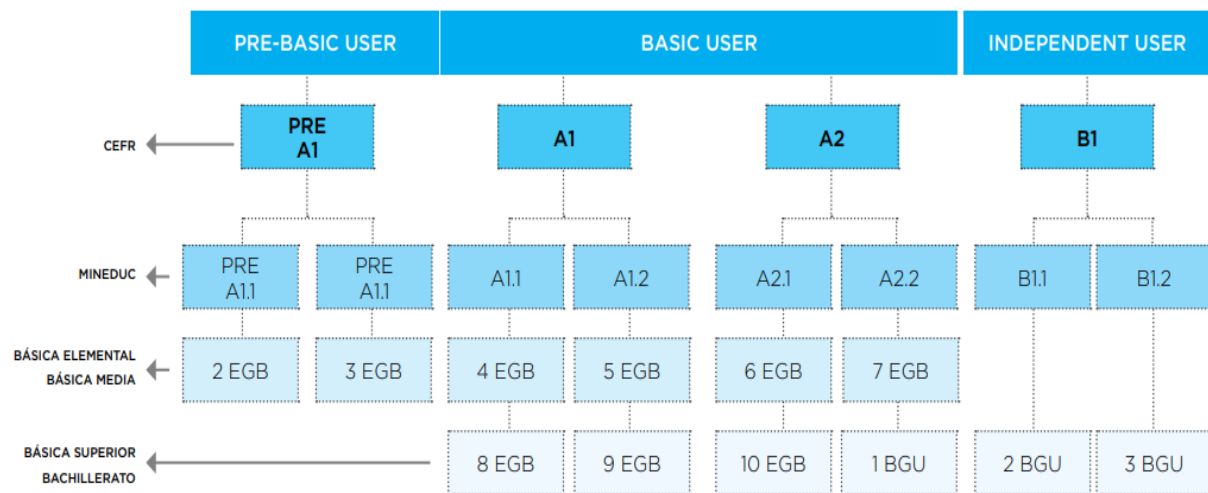 PRE-BASIC USER BASIC USER INDEPENDENT USER
CEFR
PRE
A1
A1
A2
B1
MINEDUC
PRE
A1.1
PRE
A1.1
A1.1
A1.2
A2.1
A2.2
B1.1
B1.2
BÁSICA ELEMENTAL
BÁSICA MEDIA
2 EGB
3 EGB
4 EGB
5 EGB
6 EGB
7 EGB
BÁSICA SUPERIOR
BACHILLERATO
8 EGB
9 EGB
10 EGB
1 BGU
2 BGU
3 BGU